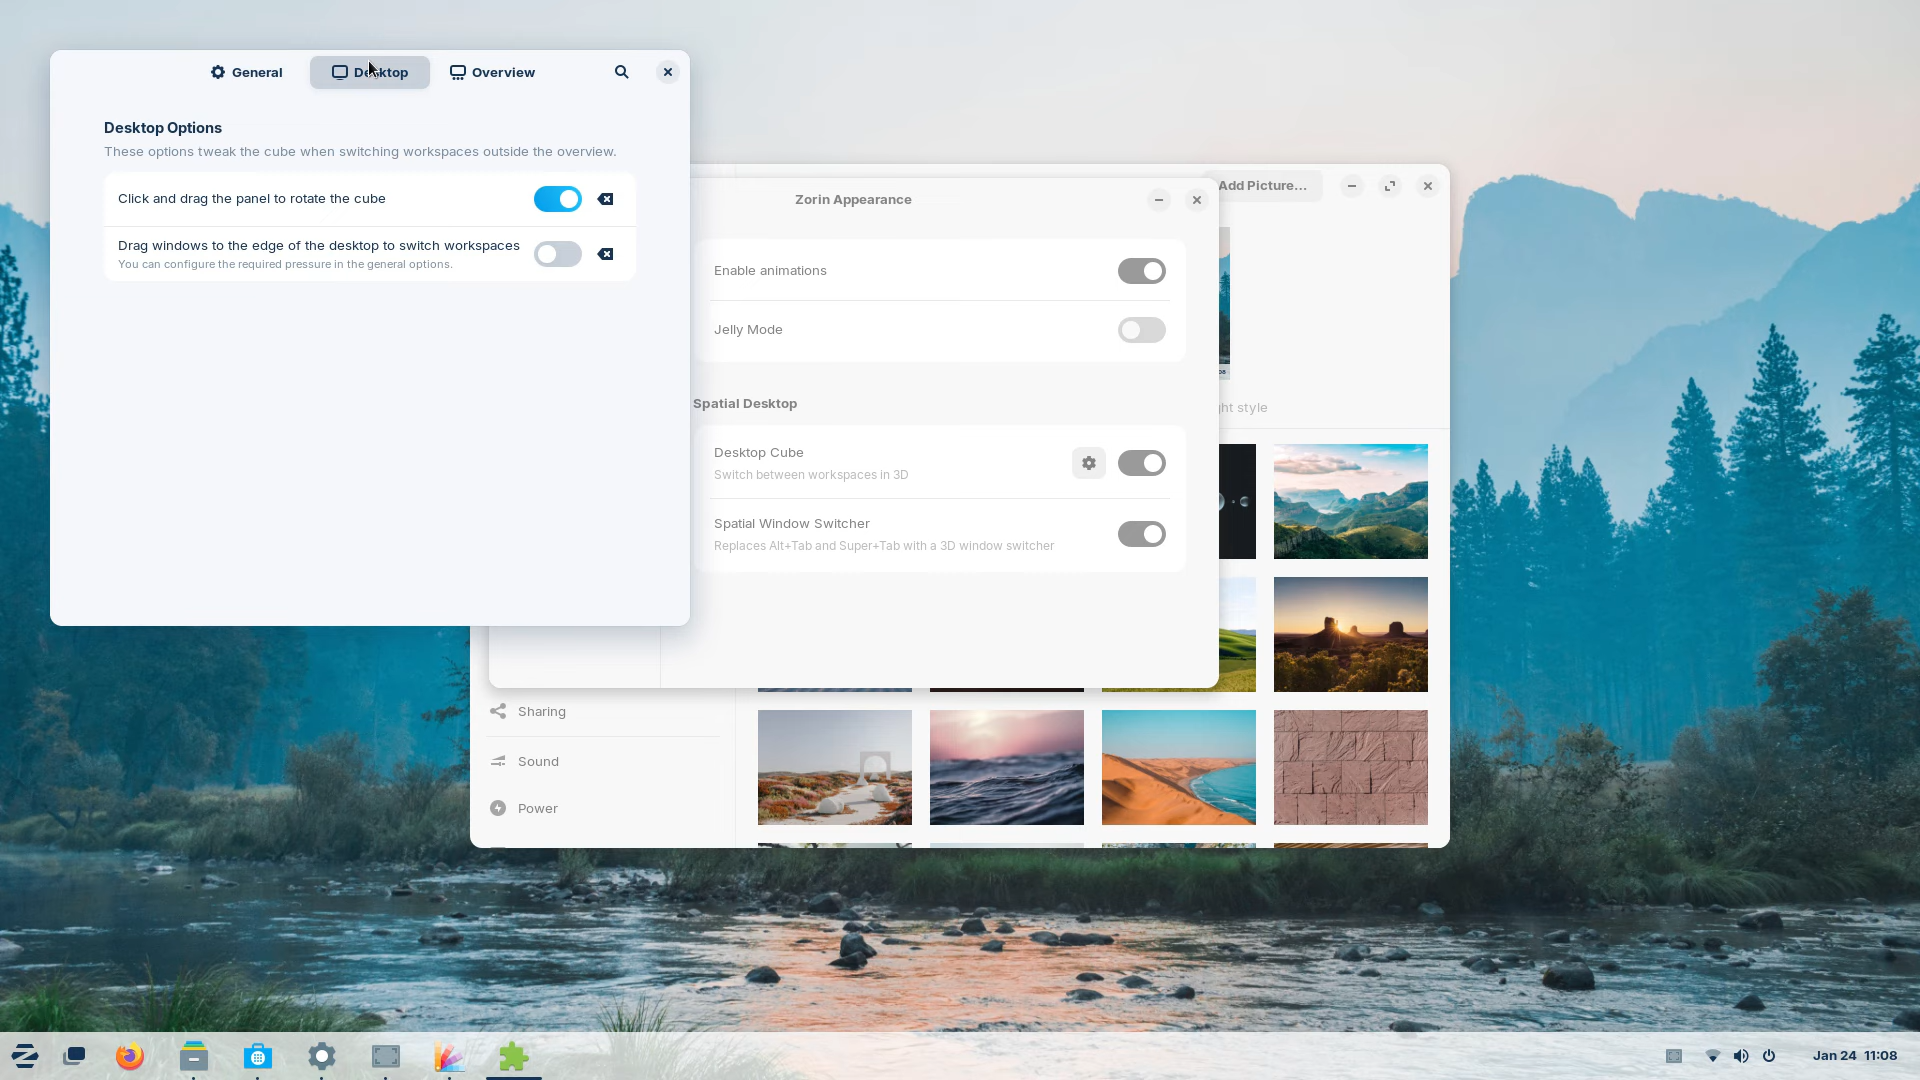 General
Desktop
Overview
Desktop Options
These options tweak the cube when switching workspaces outside the overview.
Click and drag the panel to rotate the cube
Drag windows to the edge of the desktop to switch workspaces
You can configure the required pressure in the general options.
Zorin Appearance
Enable animations
Jelly Mode
Spatial Desktop
Desktop Cube
Switch between workspaces in 3D
Spatial Window Switcher
Replaces Alt+Tab and Super+Tab with a 3D window switcher
Add Picture...
style
Sharing
Sound
Power
Jan 24 11:08